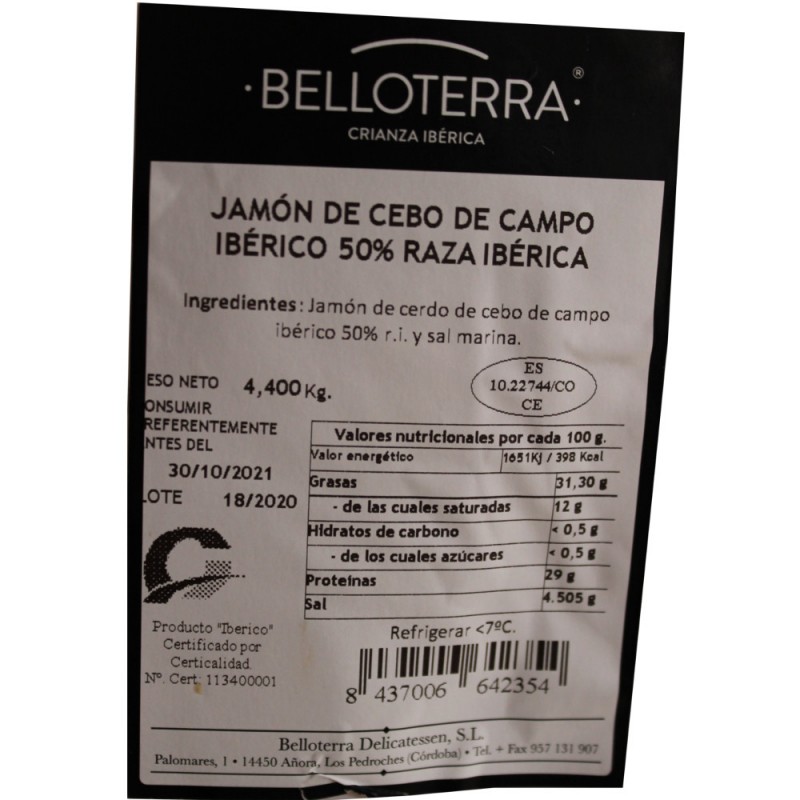 ·BELLOTERRA·®
CRIANZA IBÉRICA
JAMÓN DE CEBO DE CAMPO
IBÉRICO 50% RAZA IBÉRICA
Ingredientes: Jamón de cerdo de cebo de campo
ibérico 50% r.i. y sal marina.
ESO NETO 4,400 Kg.
ES
10.22744/CO
CE
ONSUMIR
REFERENTEMENTE
NTES DEL
30/10/2021
LOTE 18/2020
Valores nutricionales por cada 100 g.
Valor energético 1651Kj / 398 Kcal
Grasas 31,30 g
- de las cuales saturadas 12 g
Hidratos de carbono < 0,5 g
- de los cuales azúcares < 0,5 g
Proteínas 29 g
Sal 4.505 g
Producto "Iberico"
Certificado por
Certicalidad
Nº. Cert: 113400001
Refrigerar <7ºC.
8 437006 642354
Belloterra Delicatessen, S.L.
Palomares, 1 • 14450 Añora, Los Pedroches (Córdoba) • Tel. + Fax 957 131 907